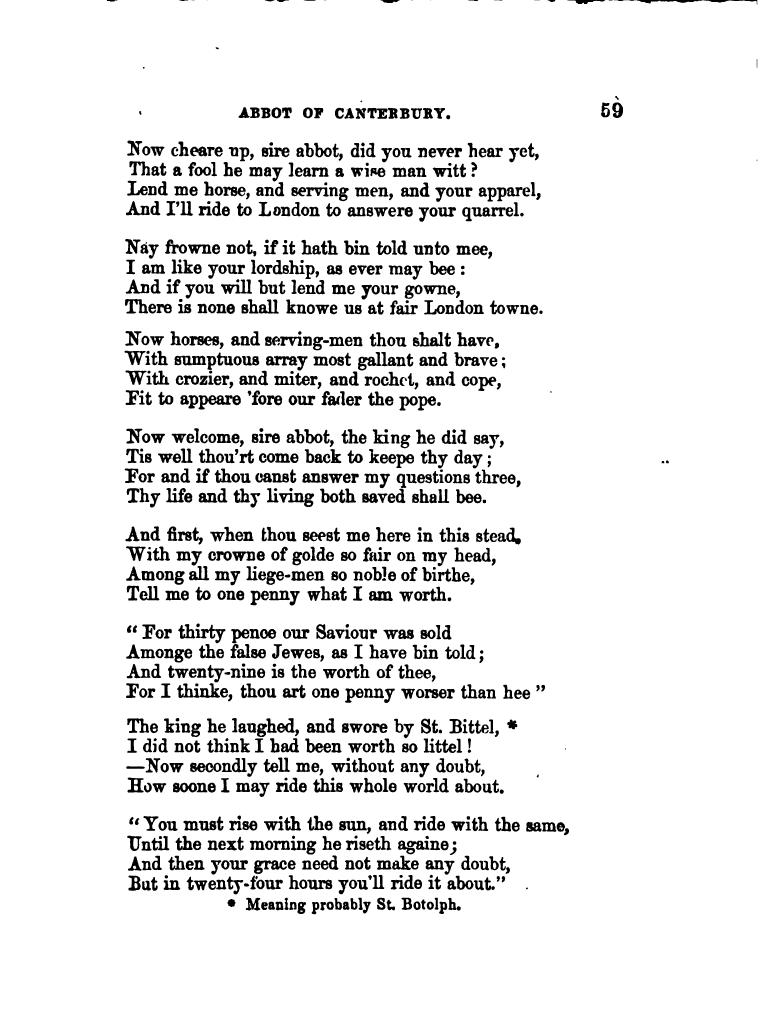 ABBOT OF CANTERBURY. 59
Now cheare up, sire abbot, did you never hear yet,
That a fool he may learn a wise man witt?
Lend me horse, and serving men, and your apparel,
And I'll ride to London to answere your quarrel.
Nay frowne not, if it hath bin told unto mee,
I am like your lordship, as ever may bee:
And if you will but lend me your gowne,
There is none shall knowe us at fair London towne.
Now horses, and serving-men thou shalt have,
With sumptuous array most gallant and brave;
With crozier, and miter, and rochet, and cope,
Fit to appeare 'fore our fader the pope.
Now welcome, sire abbot, the king he did say,
Tis well thou'rt come back to keepe thy day;
For and if thou canst answer my questions three,
Thy life and thy living both saved shall bee.
And first, when thou seest me here in this stead,
With my crowne of golde so fair on my head,
Among all my liege-men so noble of birthe,
Tell me to one penny what I am worth.
"For thirty pence our Saviour was sold
Amonge the false Jewes, as I have bin told;
And twenty-nine is the worth of thee,
For I thinke, thou art one penny worser than hee"
The king he laughed, and swore by St. Bittel, *
I did not think I had been worth so littel!
—Now secondly tell me, without any doubt,
How soone I may ride this whole world about.
"You must rise with the sun, and ride with the same,
Until the next morning he riseth againe;
And then your grace need not make any doubt,
But in twenty-four hours you'll ride it about."
* Meaning probably St. Botolph.